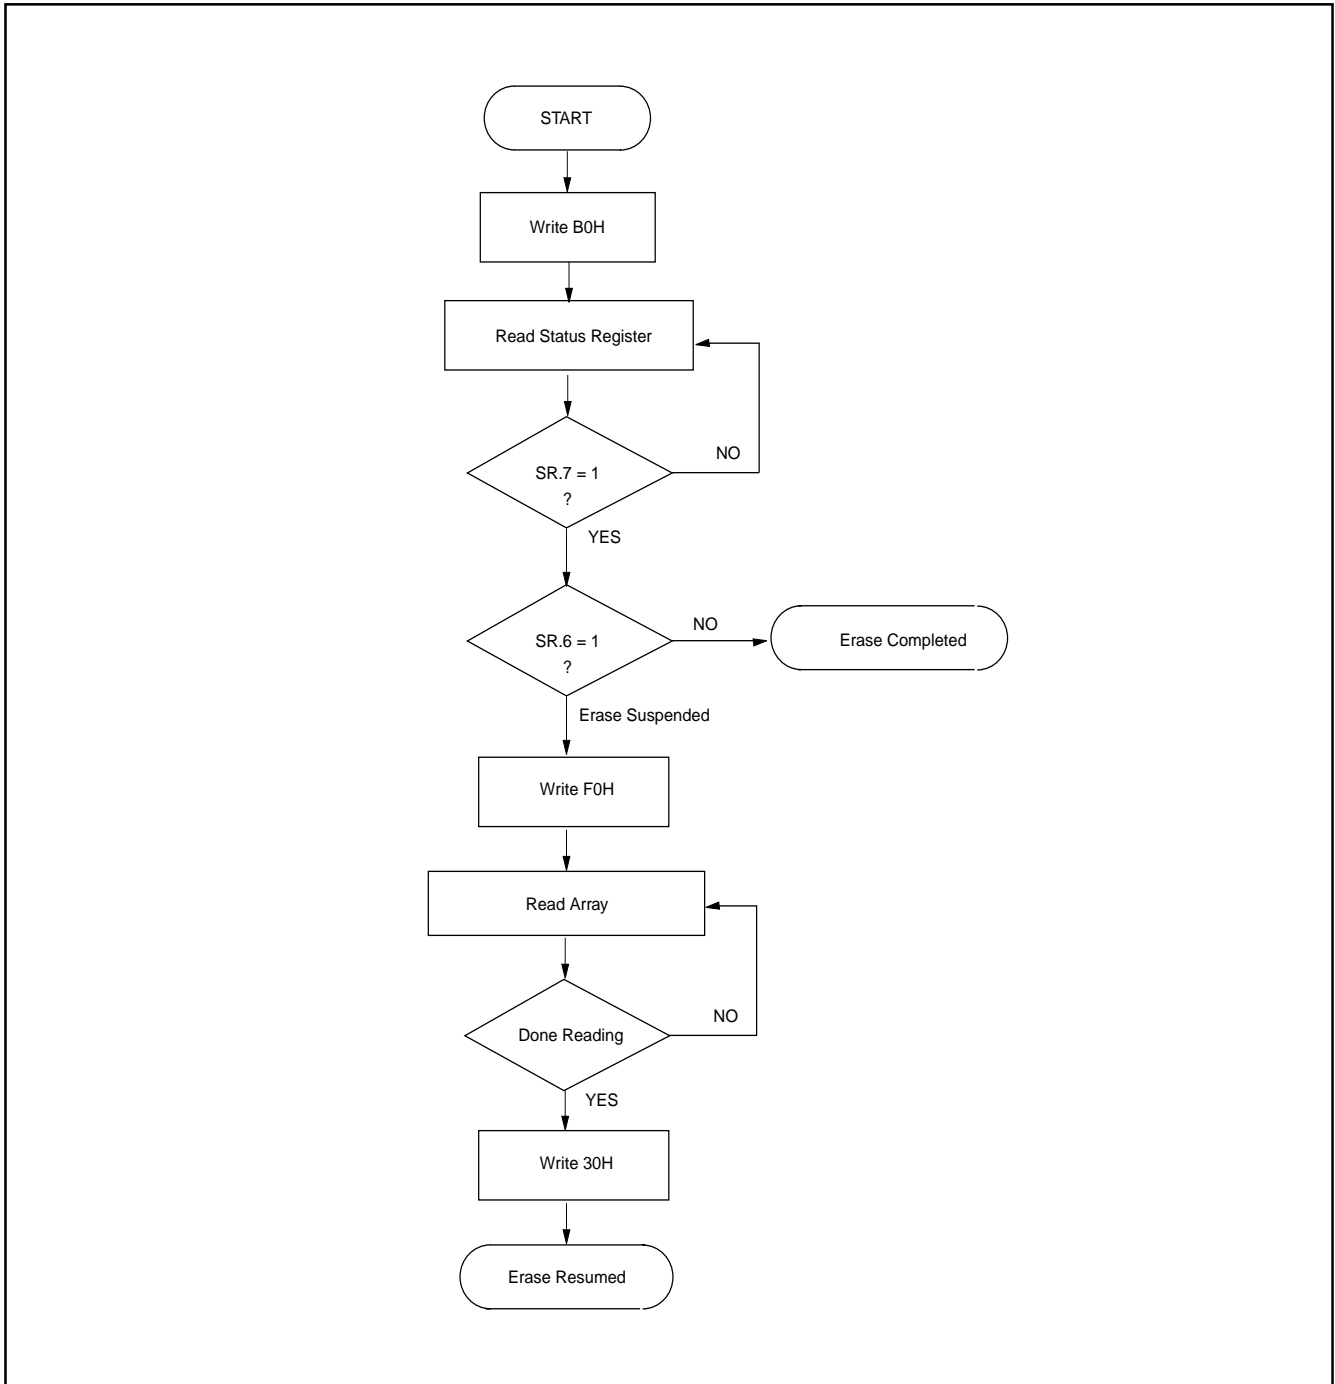 START
Write B0H
Read Status Register
NO
SR.7 = 1
?
YES
SR.6 = 1
?
NO
Erase Completed
Erase Suspended
Write F0H
Read Array
NO
Done Reading
YES
Write 30H
Erase Resumed